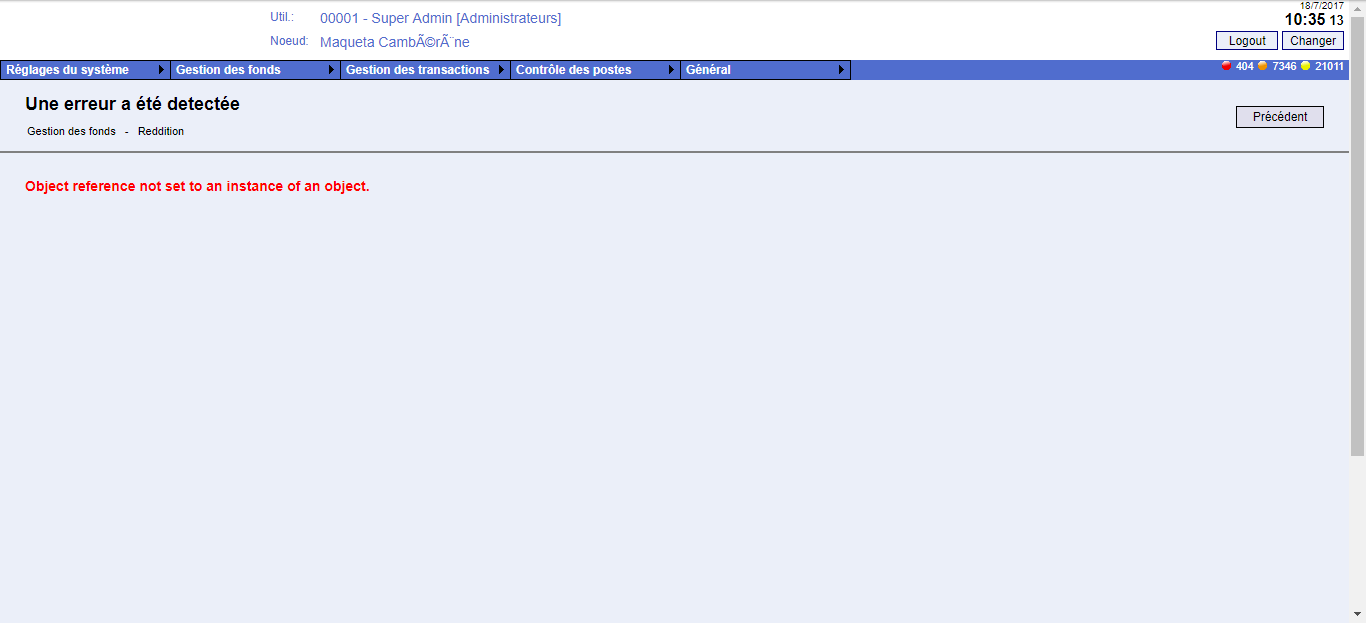 18/7/2017
Util.: 00001 - Super Admin [Administrateurs]
10:35 13
Noeud: Maqueta CambÃ©rÃ¨ne
Logout Changer
Réglages du système Gestion des fonds Gestion des transactions Contrôle des postes Général 404 7346 21011
Une erreur a été detectée
Précédent
Gestion des fonds - Reddition
Object reference not set to an instance of an object.